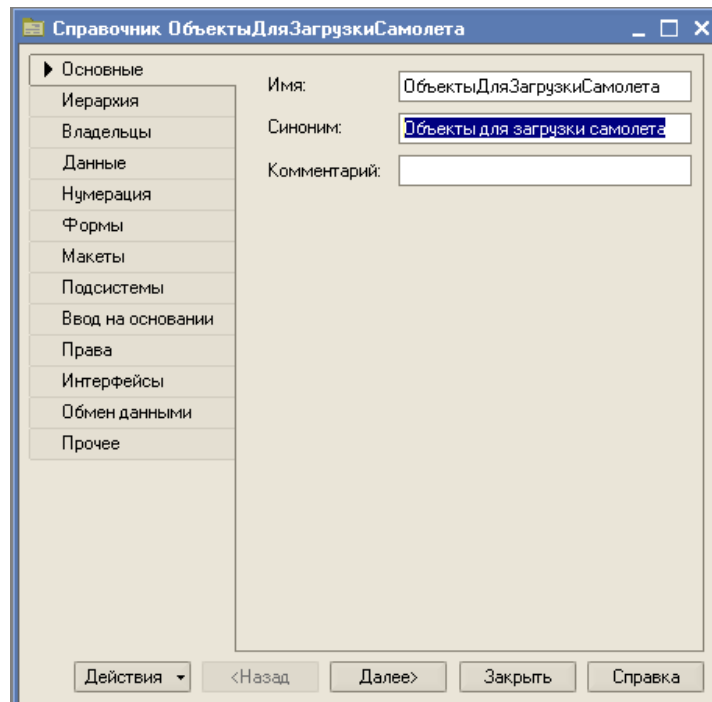 Справочник ОбъектыДляЗагрузкиСамолета
Основные
Иерархия
Владельцы
Данные
Нумерация
Формы
Макеты
Подсистемы
Ввод на основании
Права
Интерфейсы
Обмен данными
Прочее
Имя: ОбъектыДляЗагрузкиСамолета
Синоним: Объекты для загрузки самолета
Комментарий:
Действия <Назад Далее> Закрыть Справка